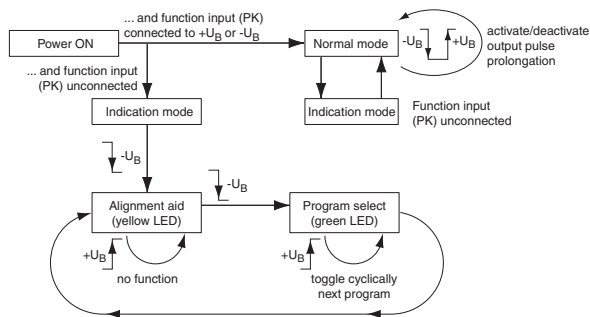 ... and function input (PK)
connected to +UB or -UB
Power ON
Normal mode
-UB
+UB
activate/deactivate
output pulse
prolongation
... and function input
(PK) unconnected
Indication mode
Indication mode
Function input
(PK) unconnected
-UB
-UB
Alignment aid
(yellow LED)
Program select
(green LED)
+UB
no function
+UB
toggle cyclically
next program